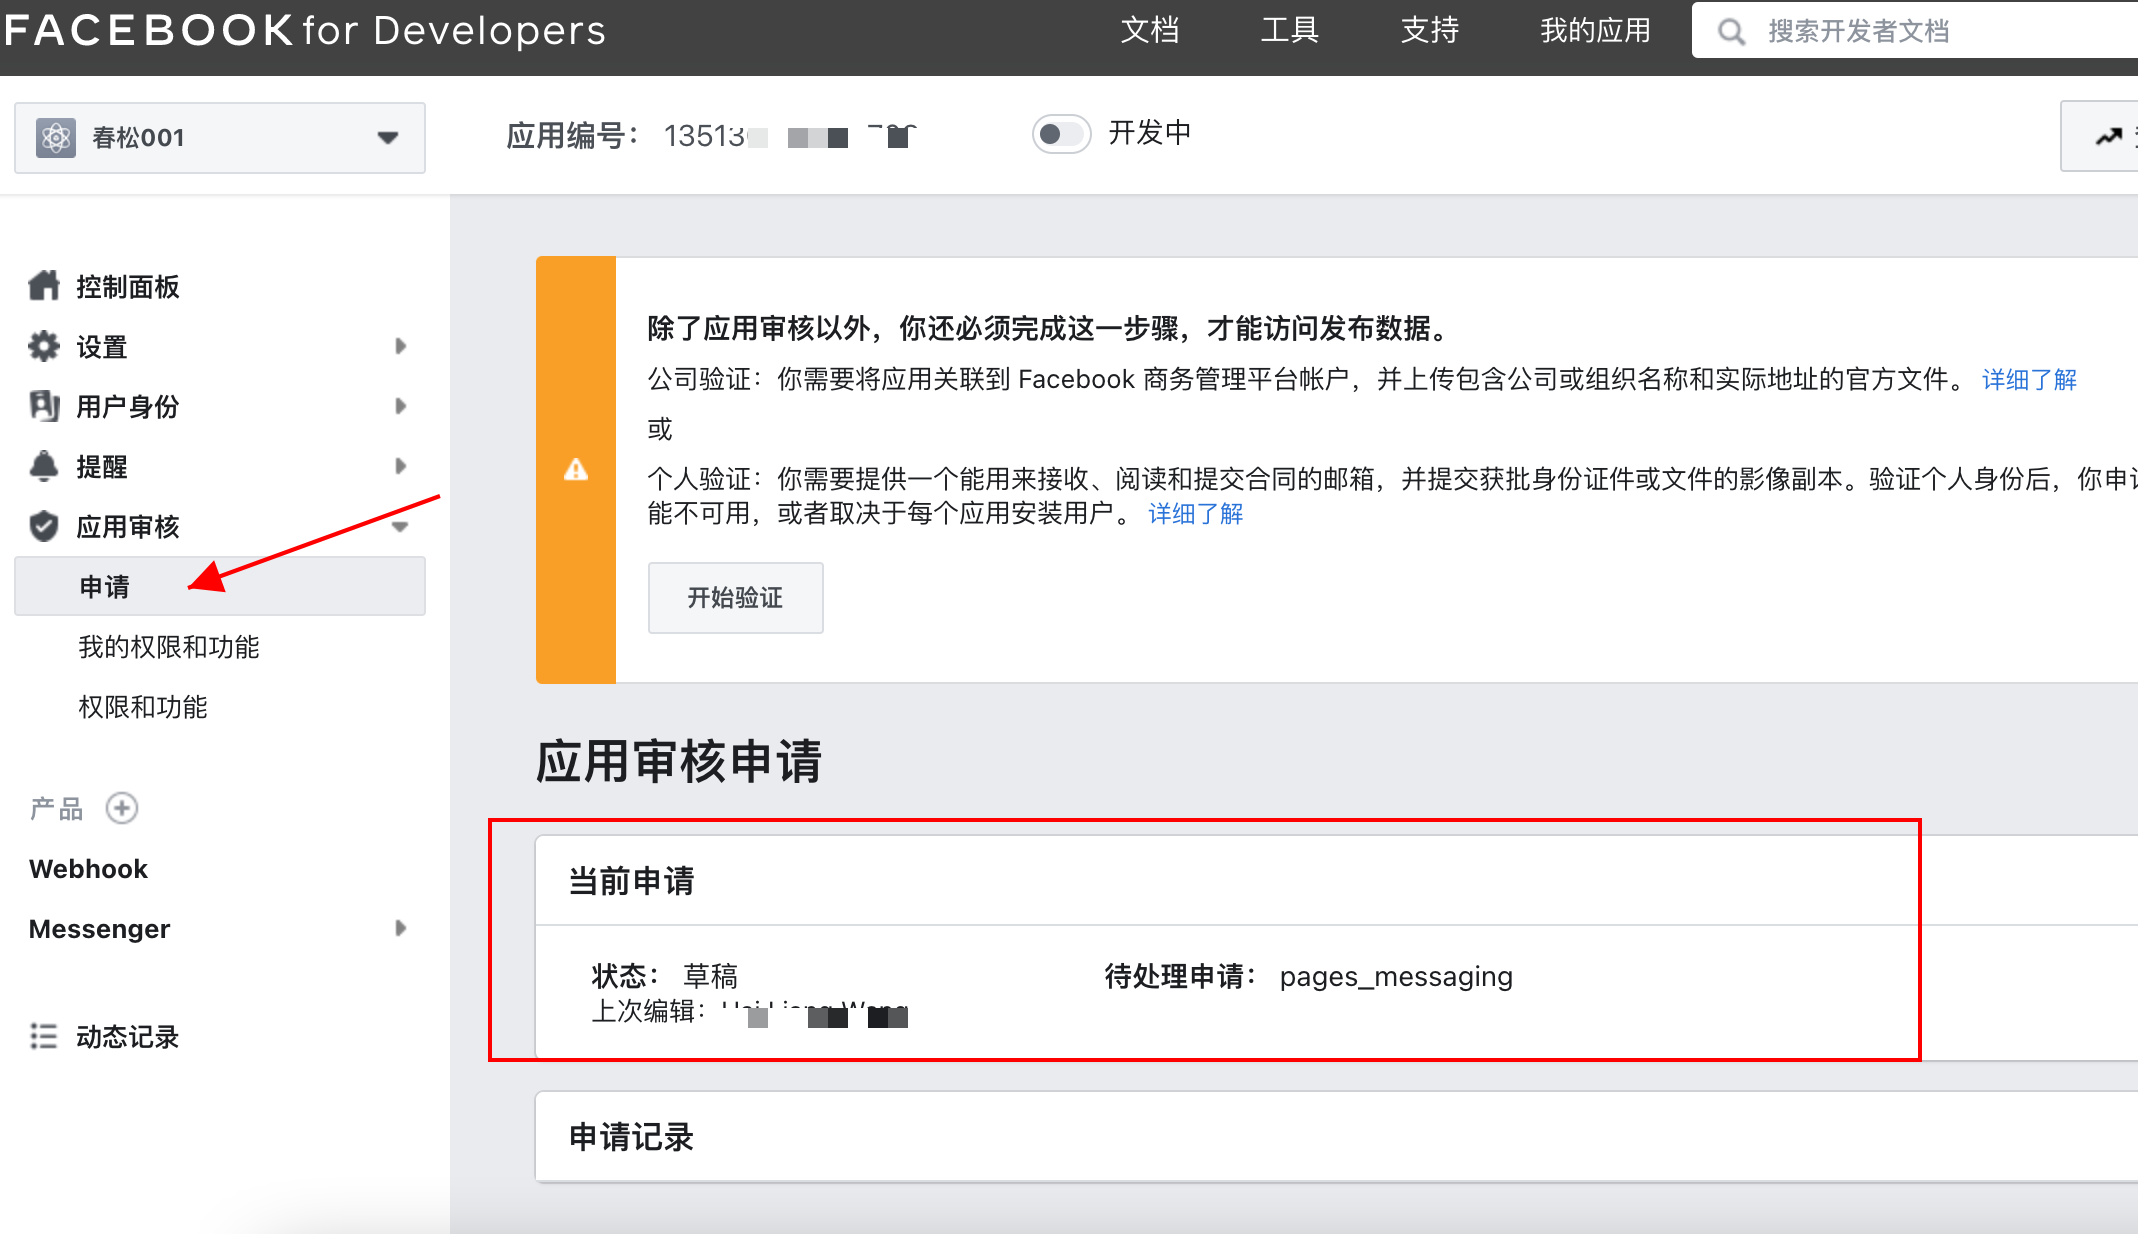 FACEBOOK for Developers
文档 工具 支持 我的应用 搜索开发者文档
春松001 应用编号： 13513 开发中
控制面板
设置
用户身份
提醒
应用审核
申请
我的权限和功能
权限和功能
产品
Webhook
Messenger
动态记录
除了应用审核以外，你还必须完成这一步骤，才能访问发布数据。
公司验证：你需要将应用关联到 Facebook 商务管理平台帐户，并上传包含公司或组织名称和实际地址的官方文件。 详细了解
或
个人验证：你需要提供一个能用来接收、阅读和提交合同的邮箱，并提交获批身份证件或文件的影像副本。验证个人身份后，你申
能不可用，或者取决于每个应用安装用户。 详细了解
开始验证
应用审核申请
当前申请
状态： 草稿 待处理申请： pages_messaging
上次编辑：
申请记录